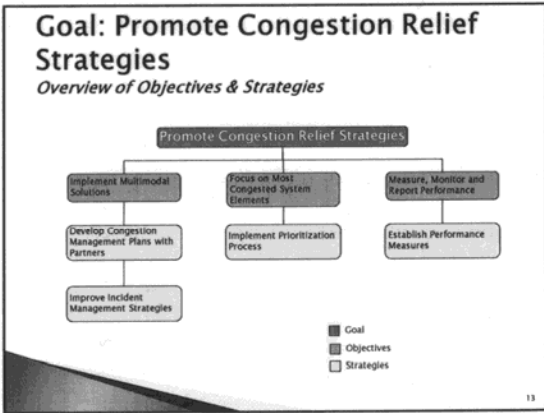 Goal: Promote Congestion Relief
Strategies
Overview of Objectives & Strategies
Promote Congestion Relief Strategies
Implement Multimodal
Solutions
Focus on Most
Congested System
Elements
Measure, Monitor and
Report Performance
Develop Congestion
Management Plans with
Partners
Implement Prioritization
Process
Establish Performance
Measures
Improve Incident
Management Strategies
Goal
Objectives
Strategies
13